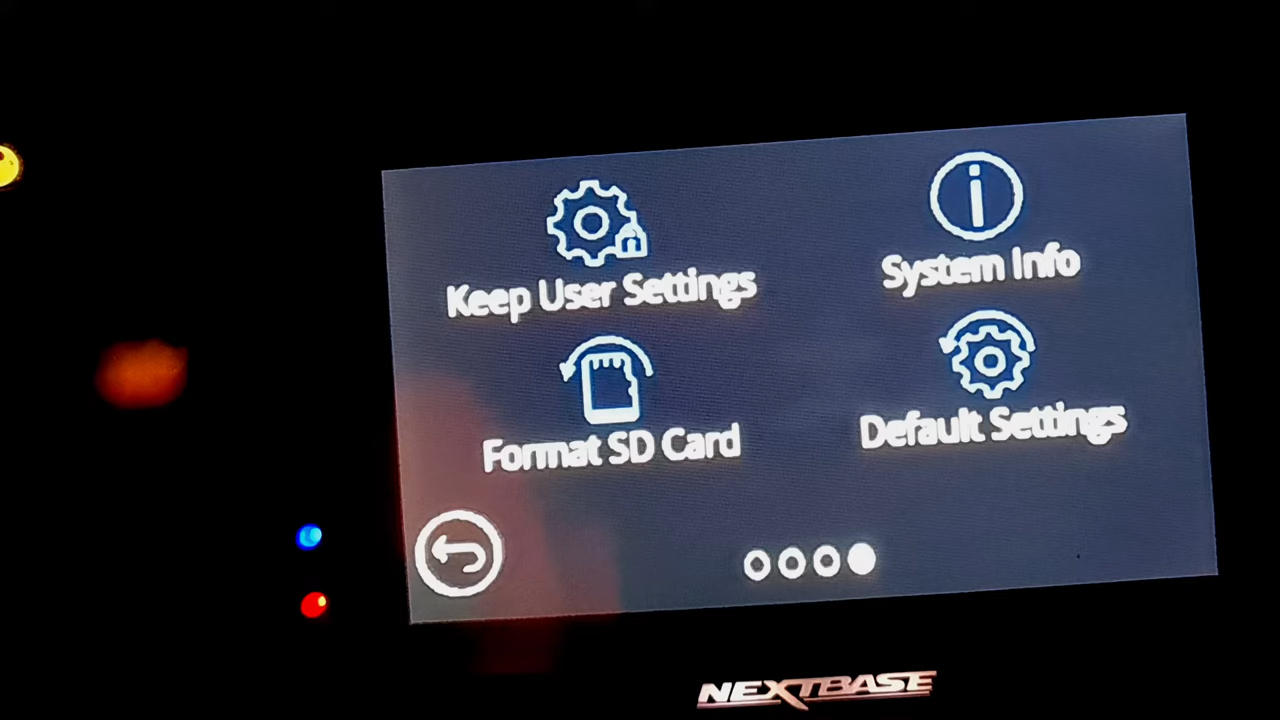 Keep User Settings
System Info
Format SD Card
Default Settings
NEXTBASE